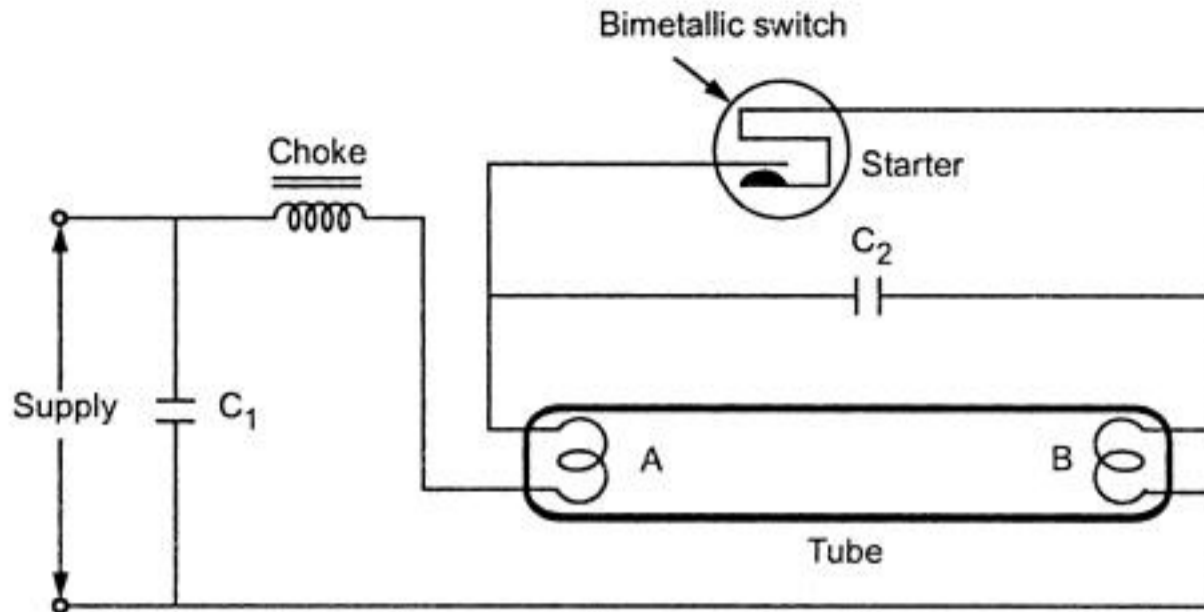 Bimetallic switch
Choke
Starter
C2
Supply
C1
A
B
Tube